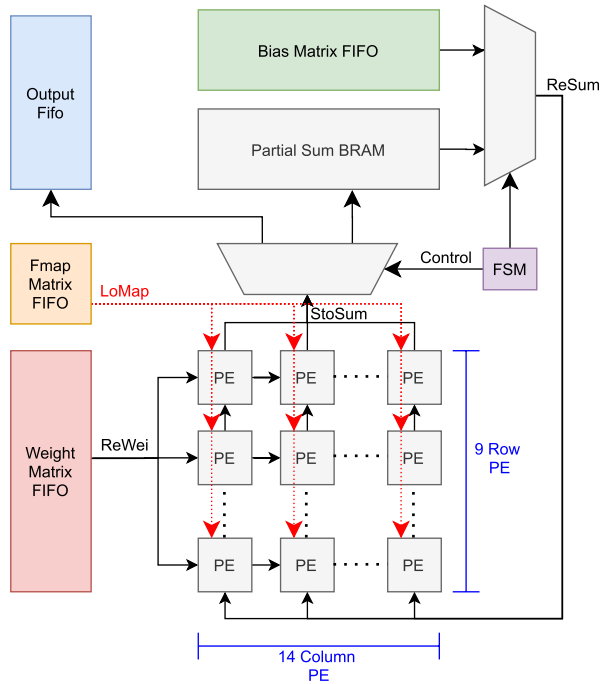 Bias Matrix FIFO
ReSum
Output
Fifo
Partial Sum BRAM
Control
FSM
Fmap
Matrix
FIFO
LoMap
StoSum
PE
PE
PE
ReWei
Weight
Matrix
FIFO
PE
PE
PE
9 Row
PE
PE
PE
PE
14 Column
PE